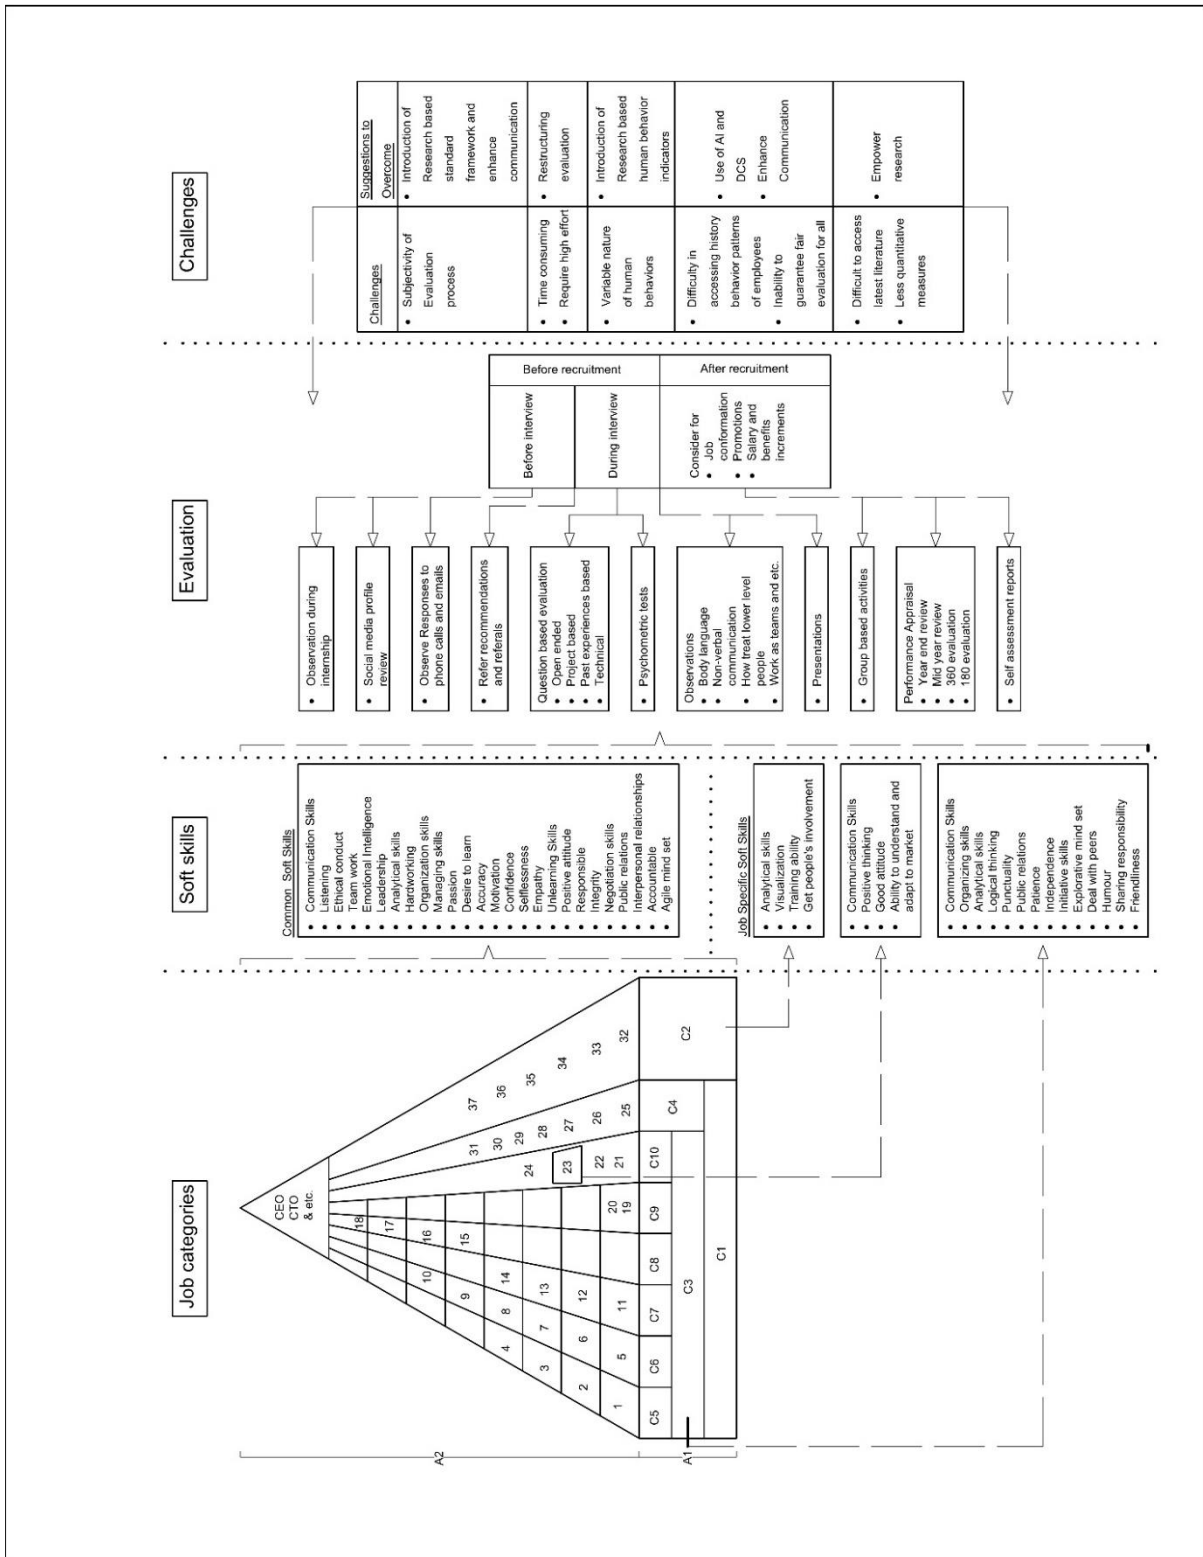 Job categories
CEO
CTO
& etc.
18
17
16
15
10
9
14
4
8
13
3
7
12
2
6
11
1
5
20
19
24
23
22
21
31
30
29
28
27
26
25
37
36
35
34
33
32
C5
C6
C7
C8
C9
C10
C4
C2
C3
C1
A2
A1
Soft skills
Common Soft Skills
• Communication Skills
• Listening
• Ethical conduct
• Team work
• Emotional Intelligence
• Leadership
• Analytical skills
• Hardworking
• Organization skills
• Managing skills
• Passion
• Desire to learn
• Accuracy
• Motivation
• Confidence
• Selflessness
• Empathy
• Unlearning Skills
• Positive attitude
• Responsible
• Integrity
• Negotiation skills
• Public relations
• Interpersonal relationships
• Accountable
• Agile mind set
Job Specific Soft Skills
• Analytical skills
• Visualization
• Training ability
• Get people's involvement
• Communication Skills
• Positive thinking
• Good attitude
• Ability to understand and
adapt to market
• Communication Skills
• Organizing skills
• Analytical skills
• Logical thinking
• Punctuality
• Public relations
• Patience
• Independence
• Initiative skills
• Explorative mind set
• Deal with peers
• Humour
• Sharing responsibility
• Friendliness
Evaluation
• Observation during
internship
• Social media profile
review
• Observe Responses to
phone calls and emails
• Refer recommendations
and referrals
Question based evaluation
• Open ended
• Project based
• Past experiences based
• Technical
• Psychometric tests
Observations
• Body language
• Non-verbal
communication
• How treat lower level
people
• Work as teams and etc.
• Presentations
• Group based activities
Performance Appraisal
• Year end review
• Mid year review
• 360 evaluation
• 180 evaluation
• Self assessment reports
Before recruitment
Before interview
During interview
After recruitment
Consider for
• Job
conformation
• Promotions
• Salary and
benefits
increments
Challenges
Challenges
Suggestions to
Overcome
• Subjectivity of
Evaluation
process
• Introduction of
Research based
standard
framework and
enhance
communication
• Time consuming
• Require high effort
• Restructuring
evaluation
• Variable nature
of human
behaviors
• Introduction of
Research based
human behavior
indicators
• Difficulty in
accessing history
behavior patterns
of employees
• Inability to
guarantee fair
evaluation for all
• Use of AI and
DCS
• Enhance
Communication
• Difficult to access
latest literature
• Less quantitative
measures
• Empower
research